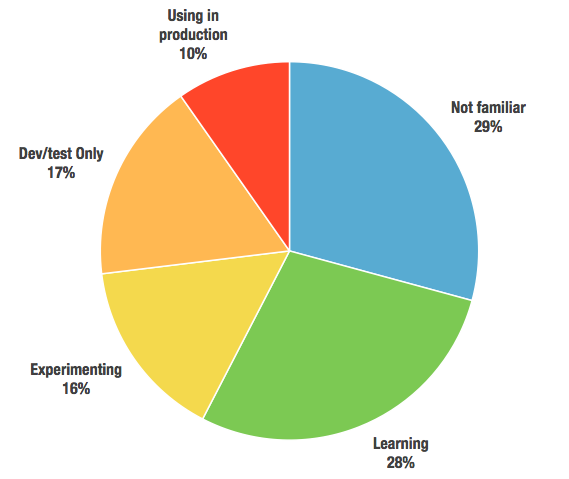 Using in
production
10%
Not familiar
29%
Dev/test Only
17%
Experimenting
16%
Learning
28%